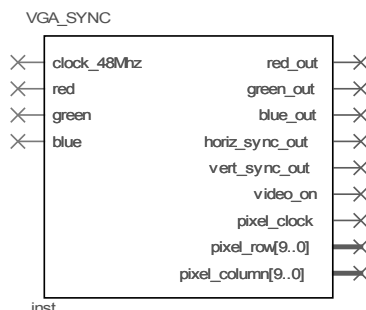 VGA_SYNC
clock_48Mhz red_out
red green_out
green blue_out
blue horiz_sync_out
vert_sync_out
video_on
pixel_clock
pixel_row[9..0]
pixel_column[9..0]
inst